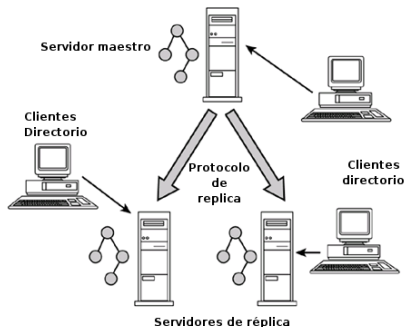 Servidor maestro
Clientes
Directorio
Protocolo
de
replica
Clientes
directorio
Servidores de réplica